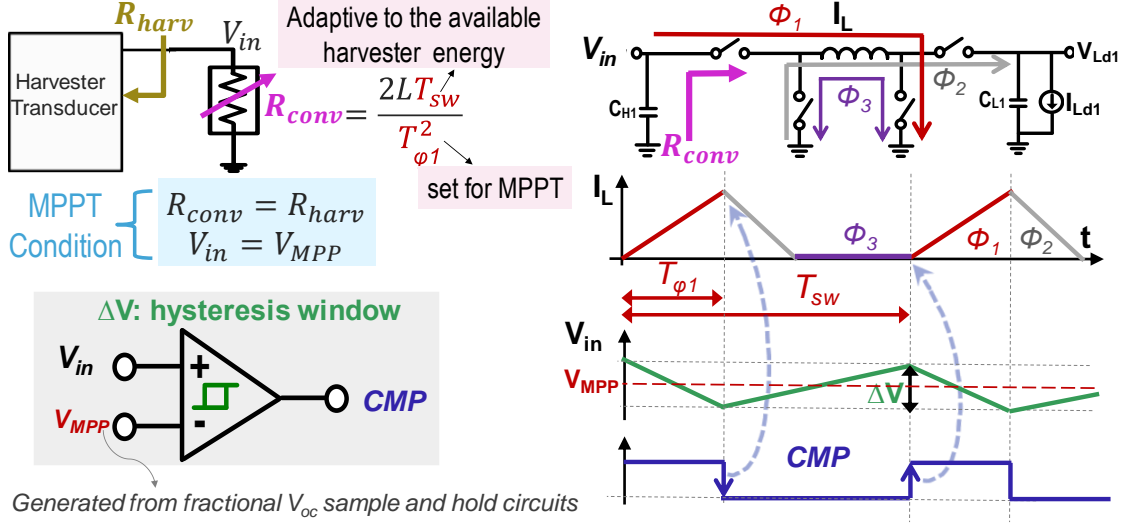 R_harv
V_in
Harvester
Transducer
Adaptive to the available
harvester energy
R_conv = 2LT_sw / T_φ1^2
set for MPPT
MPPT
Condition
R_conv = R_harv
V_in = V_MPP
ΔV: hysteresis window
V_in
+
V_MPP
-
CMP
Generated from fractional V_oc sample and hold circuits
Φ_1
I_L
V_in
V_Ld1
Φ_2
Φ_3
C_H1
C_L1
I_Ld1
R_conv
I_L
Φ_3
Φ_1
Φ_2
t
T_φ1
T_sw
V_in
V_MPP
ΔV
CMP